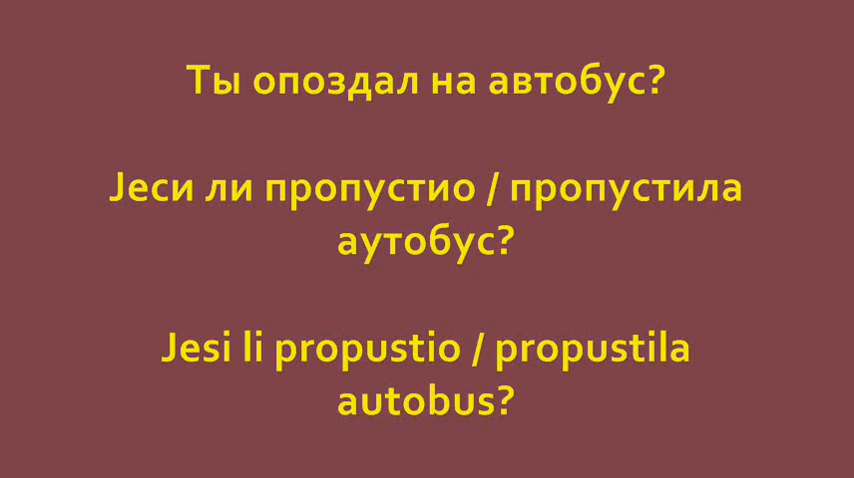 Ты опоздал на автобус?
Јеси ли пропустио / пропустила
аутобус?
Jesi li propustio / propustila
autobus?